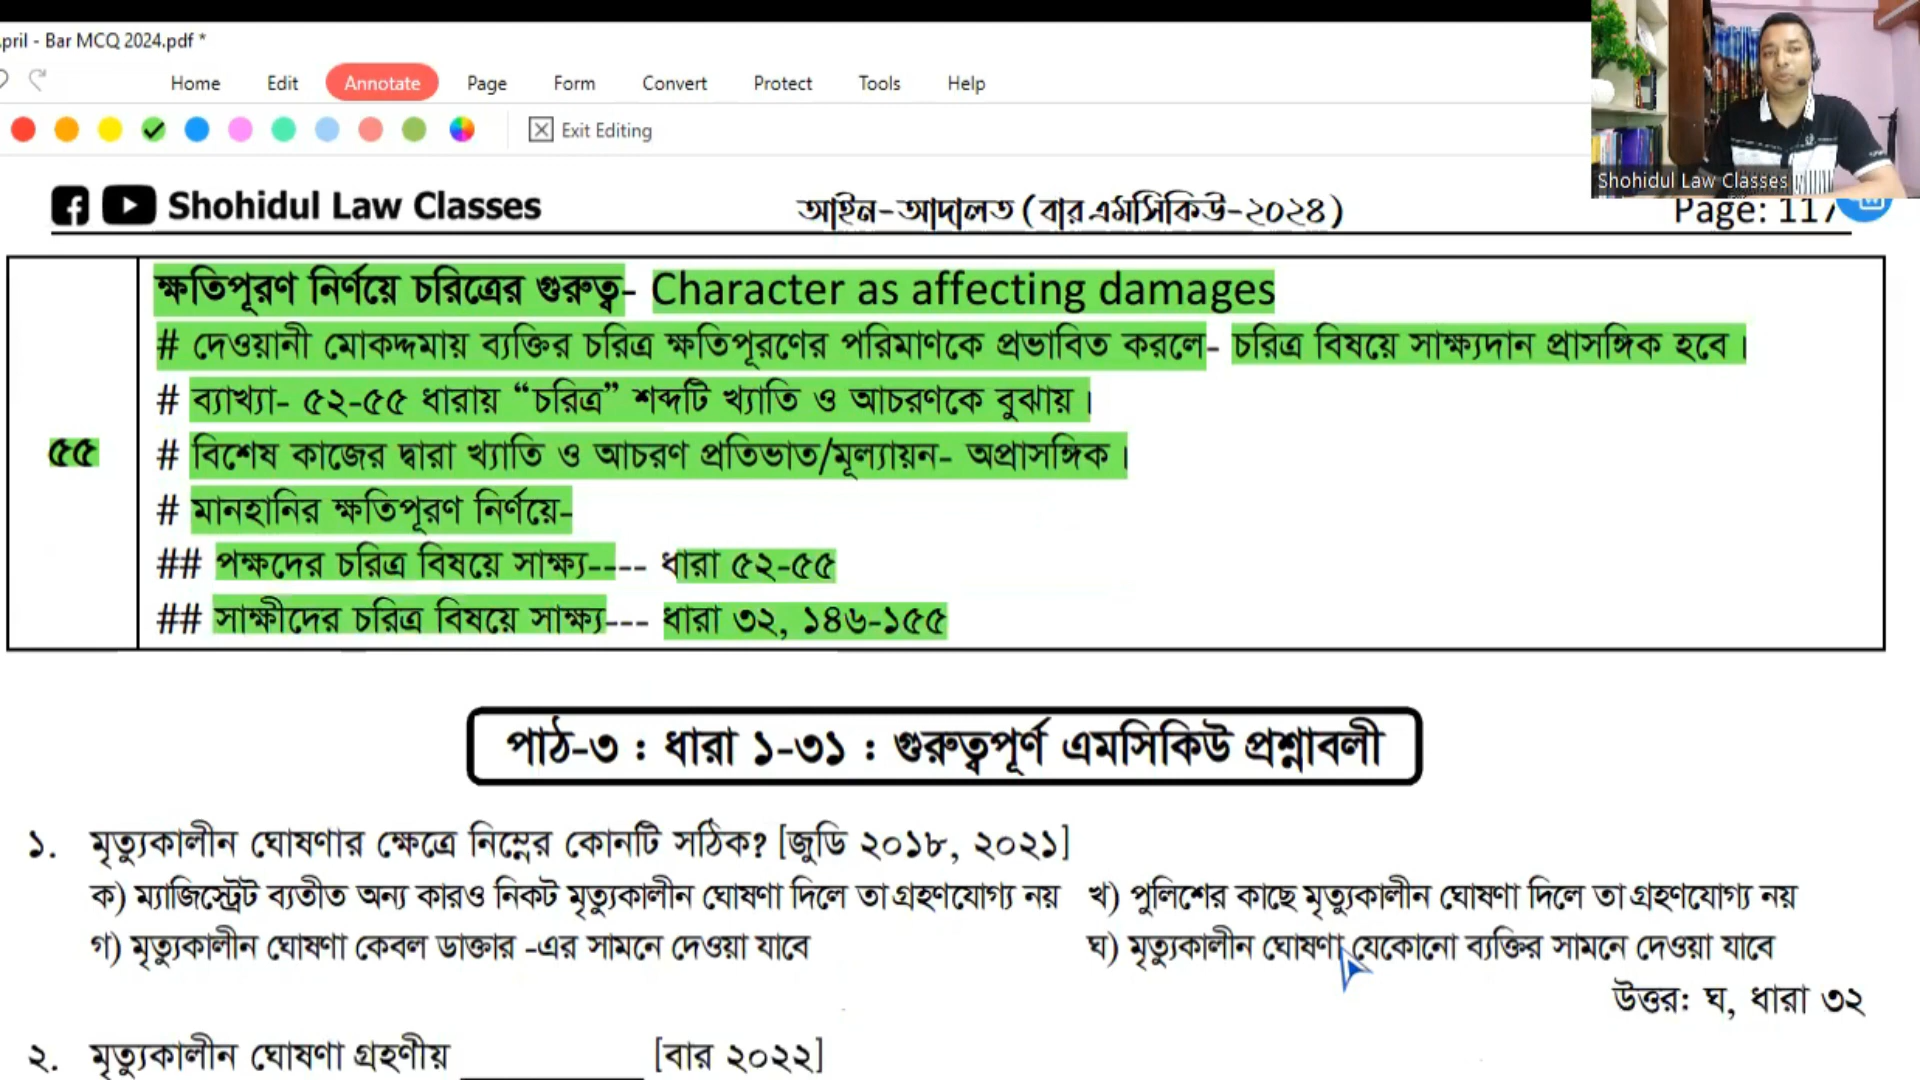 pril - Bar MCQ 2024.pdf *
Home Edit Annotate Page Form Convert Protect Tools Help
Exit Editing
Shohidul Law Classes
Shohidul Law Classes আইন-আদালত (বার এমসিকিউ-২০২৪) Page: 117
ক্ষতিপূরণ নির্ণয়ে চরিত্রের গুরুত্ব- Character as affecting damages
# দেওয়ানী মোকদ্দমায় ব্যক্তির চরিত্র ক্ষতিপূরণের পরিমাণকে প্রভাবিত করলে- চরিত্র বিষয়ে সাক্ষ্যদান প্রাসঙ্গিক হবে।
# ব্যাখ্যা- ৫২-৫৫ ধারায় “চরিত্র” শব্দটি খ্যাতি ও আচরণকে বুঝায়।
৫৫ # বিশেষ কাজের দ্বারা খ্যাতি ও আচরণ প্রতিভাত/মূল্যায়ন- অপ্রাসঙ্গিক।
# মানহানির ক্ষতিপূরণ নির্ণয়ে-
## পক্ষদের চরিত্র বিষয়ে সাক্ষ্য---- ধারা ৫২-৫৫
## সাক্ষীদের চরিত্র বিষয়ে সাক্ষ্য--- ধারা ৩২, ১৪৬-১৫৫
পাঠ-৩ : ধারা ১-৩১ : গুরুত্বপূর্ণ এমসিকিউ প্রশ্নাবলী
১. মৃত্যুকালীন ঘোষণার ক্ষেত্রে নিম্নের কোনটি সঠিক? [জুডি ২০১৮, ২০২১]
ক) ম্যাজিস্ট্রেট ব্যতীত অন্য কারও নিকট মৃত্যুকালীন ঘোষণা দিলে তা গ্রহণযোগ্য নয় খ) পুলিশের কাছে মৃত্যুকালীন ঘোষণা দিলে তা গ্রহণযোগ্য নয়
গ) মৃত্যুকালীন ঘোষণা কেবল ডাক্তার -এর সামনে দেওয়া যাবে ঘ) মৃত্যুকালীন ঘোষণা যেকোনো ব্যক্তির সামনে দেওয়া যাবে
উত্তর: ঘ, ধারা ৩২
২. মৃত্যুকালীন ঘোষণা গ্রহণীয় ________ [বার ২০২২]